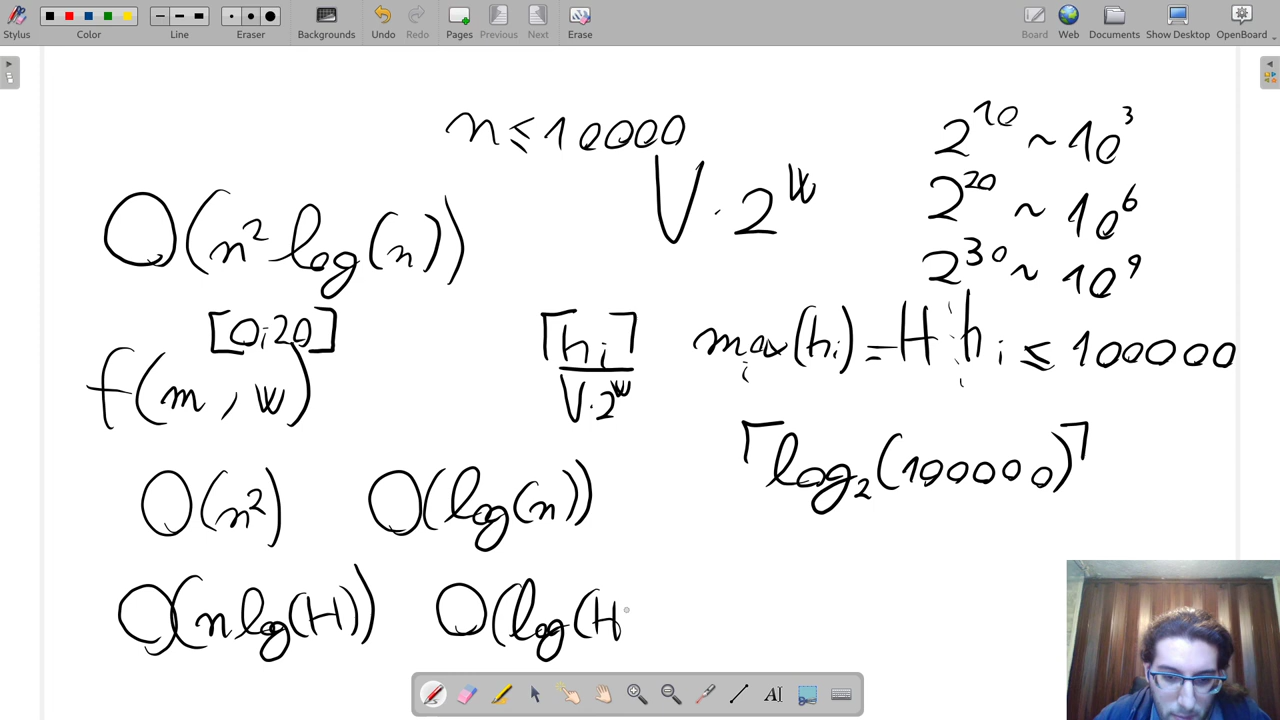 Stylus Color Line Eraser Backgrounds Undo Redo Pages Previous Next Erase Board Web Documents Show Desktop OpenBoard
n ≤ 10000
2^10 ~ 10^3
V · 2^W
2^20 ~ 10^6
O(n^2 log(n))
2^30 ~ 10^9
[0;20]
f(m, W)
⌈h_i⌉ / V·2^W
max_i(h_i) = H
h_i ≤ 100000
⌈log_2(100000)⌉
O(n^2) O(log(n))
O(n log(H)) O(log(H